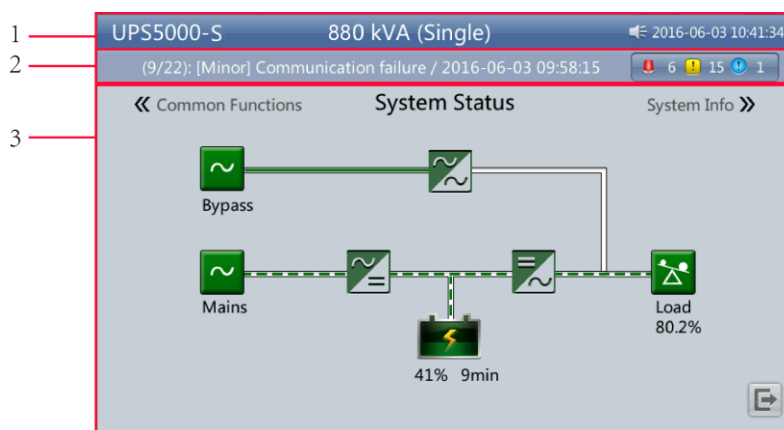 1
UPS5000-S 880 kVA (Single) 2016-06-03 10:41:34
2
(9/22): [Minor] Communication failure / 2016-06-03 09:58:15 6 ! 15 ! 1
3
Common Functions System Status System Info
Bypass
Mains
Load
80.2%
41% 9min